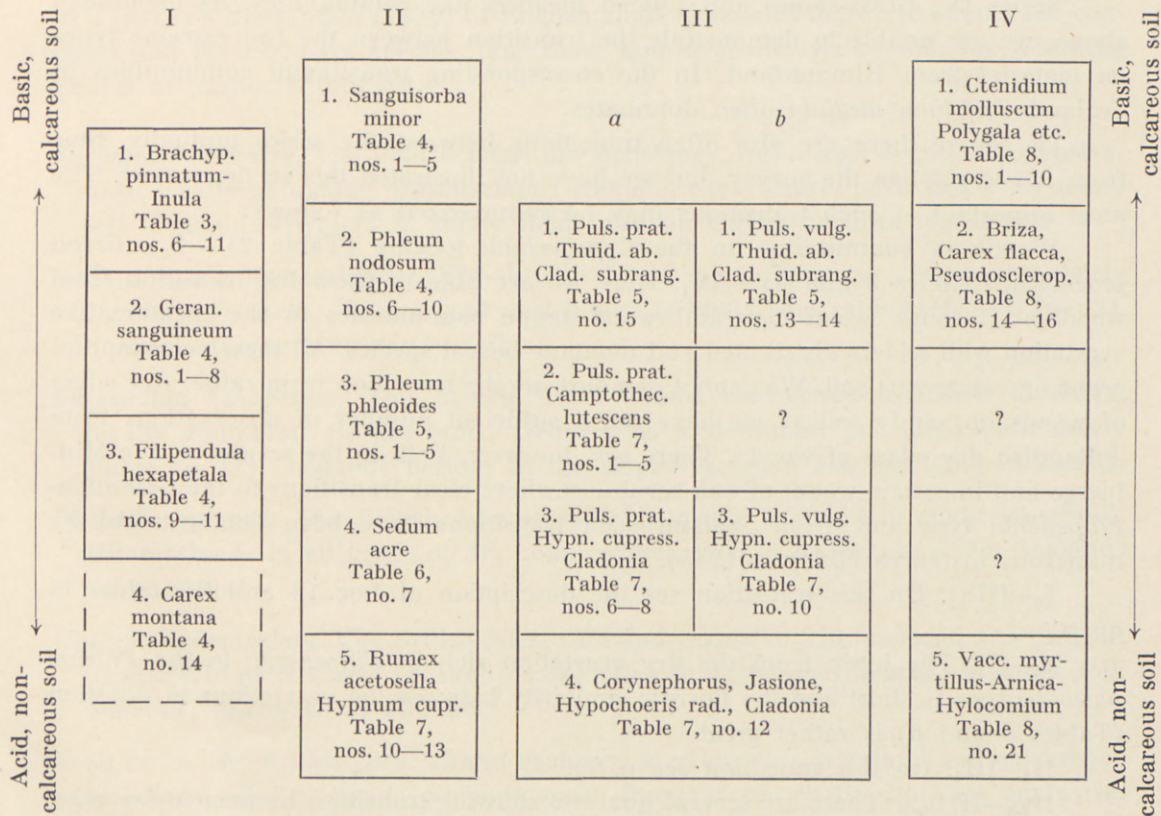 I
II
III
IV
Basic,
calcareous soil
Acid, non-
calcareous soil
1. Brachyp.
pinnatum-
Inula
Table 3,
nos. 6—11
2. Geran.
sanguineum
Table 4,
nos. 1—8
3. Filipendula
hexapetala
Table 4,
nos. 9—11
4. Carex
montana
Table 4,
no. 14
1. Sanguisorba
minor
Table 4,
nos. 1—5
2. Phleum
nodosum
Table 4,
nos. 6—10
3. Phleum
phleoides
Table 5,
nos. 1—5
4. Sedum
acre
Table 6,
no. 7
5. Rumex
acetosella
Hypnum cupr.
Table 7,
nos. 10—13
a
b
1. Puls. prat.
Thuid. ab.
Clad. subrang.
Table 5,
no. 15
1. Puls. vulg.
Thuid. ab.
Clad. subrang.
Table 5,
nos. 13—14
2. Puls. prat.
Camptothec.
lutescens
Table 7,
nos. 1—5
?
3. Puls. prat.
Hypn. cupress.
Cladonia
Table 7,
nos. 6—8
3. Puls. vulg.
Hypn. cupress.
Cladonia
Table 7,
no. 10
4. Corynephorus, Jasione,
Hypochoeris rad., Cladonia
Table 7, no. 12
1. Ctenidium
molluscum
Polygala etc.
Table 8,
nos. 1—10
2. Briza,
Carex flacca,
Pseudosclerop.
Table 8,
nos. 14—16
?
?
5. Vacc. myr-
tillus-Arnica-
Hylocomium
Table 8,
no. 21
Basic,
calcareous soil
Acid, non-
calcareous soil